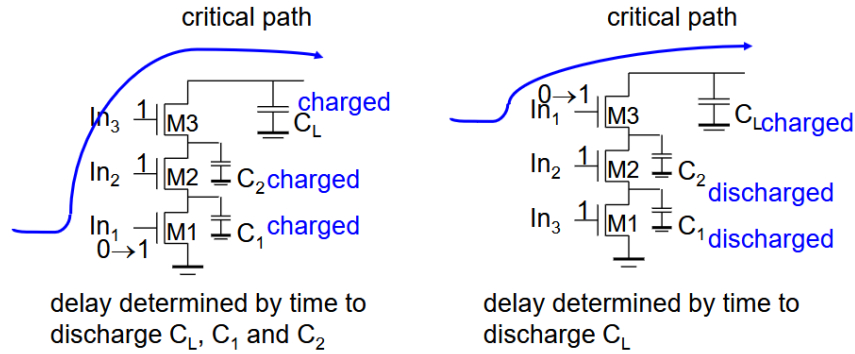 critical path
charged
In3 1 M3 CL
In2 1 M2 C2 charged
In1 M1 C1 charged
0→1
delay determined by time to
discharge CL, C1 and C2
critical path
0→1
In1 M3 CL charged
In2 1 M2 C2
discharged
In3 1 M1 C1 discharged
delay determined by time to
discharge CL